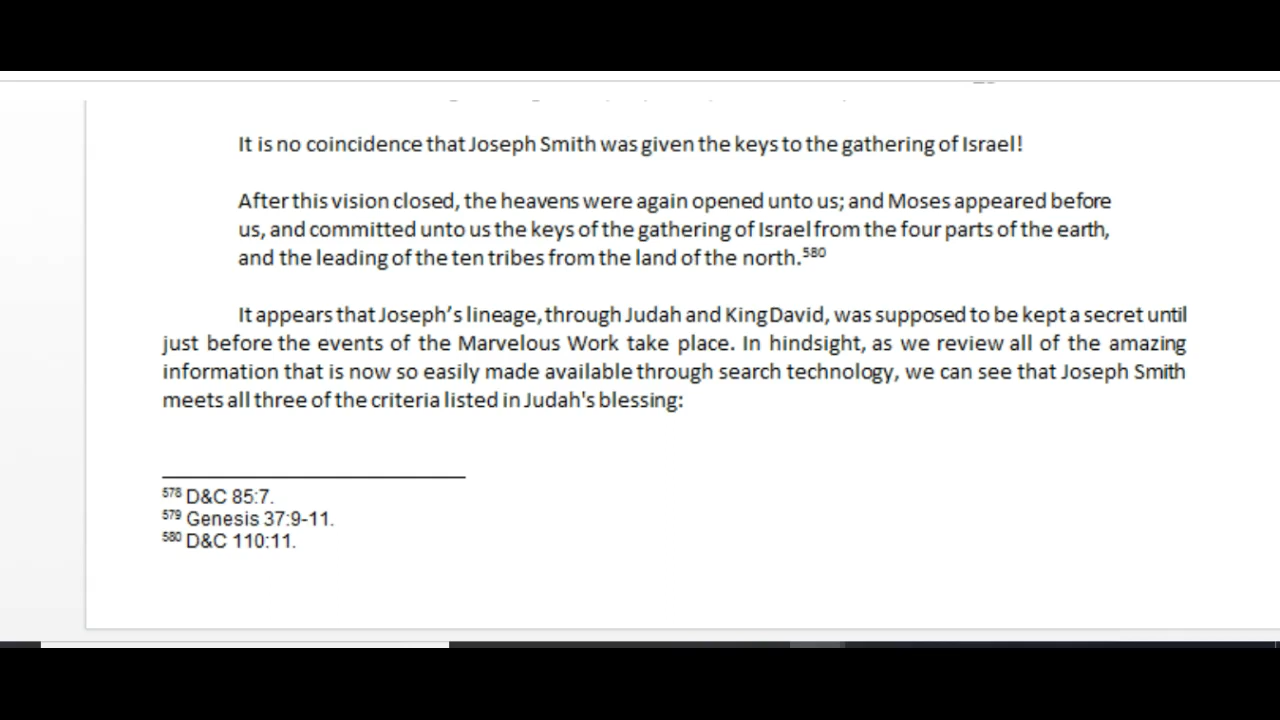 It is no coincidence that Joseph Smith was given the keys to the gathering of Israel!
After this vision closed, the heavens were again opened unto us; and Moses appeared before
us, and committed unto us the keys of the gathering of Israel from the four parts of the earth,
and the leading of the ten tribes from the land of the north.580
It appears that Joseph’s lineage, through Judah and King David, was supposed to be kept a secret until
just before the events of the Marvelous Work take place. In hindsight, as we review all of the amazing
information that is now so easily made available through search technology, we can see that Joseph Smith
meets all three of the criteria listed in Judah's blessing:
578 D&C 85:7.
579 Genesis 37:9-11.
580 D&C 110:11.